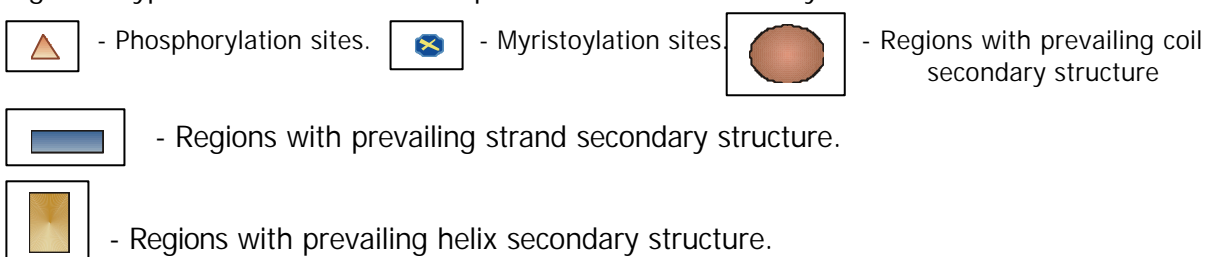 - Phosphorylation sites. - Myristoylation sites. - Regions with prevailing coil
secondary structure
- Regions with prevailing strand secondary structure.
- Regions with prevailing helix secondary structure.